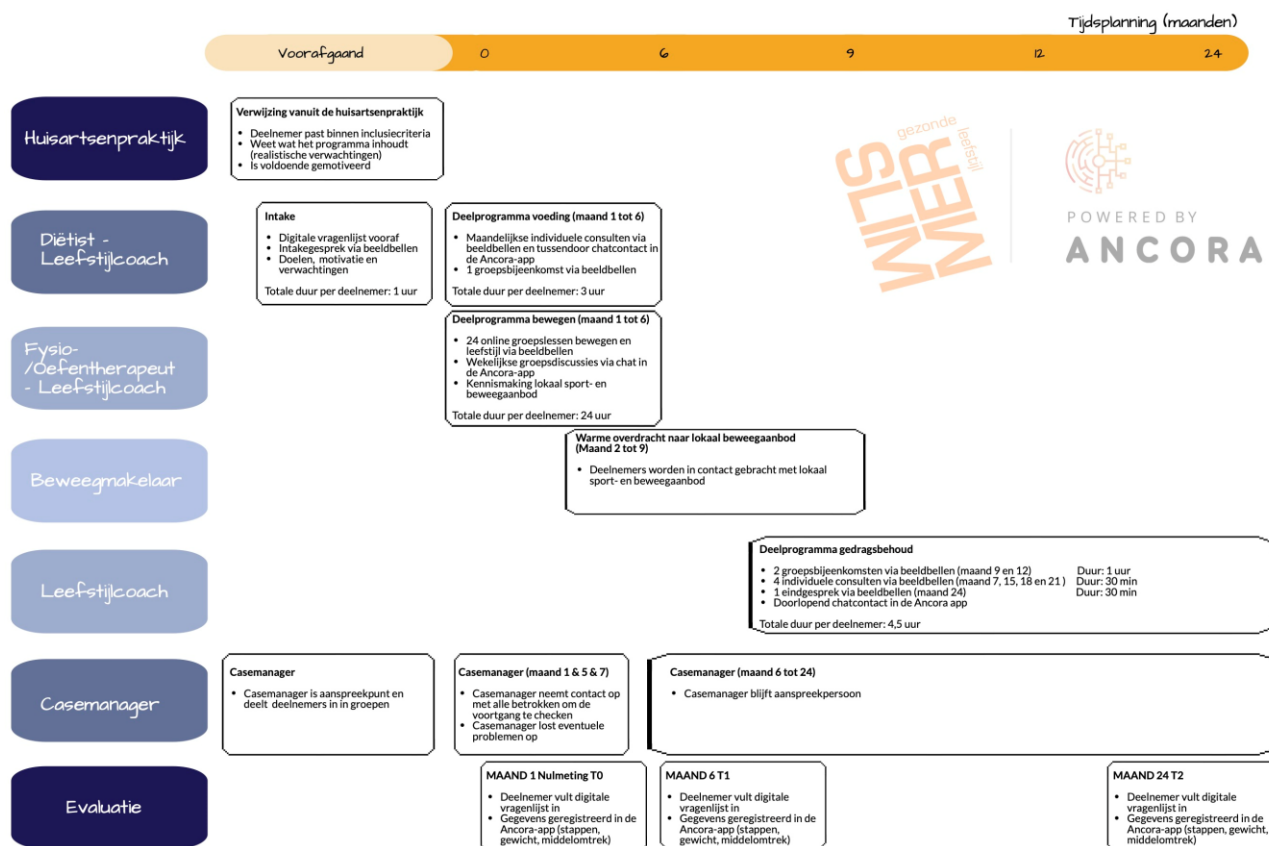 Tijdsplanning (maanden)
Voorafgaand 0 6 9 12 24
Huisartsenpraktijk
Verwijzing vanuit de huisartsenpraktijk
• Deelnemer past binnen inclusiecriteria
• Weet wat het programma inhoudt
(realistische verwachtingen)
• Is voldoende gemotiveerd
SLIM
MER
gezonde
leefstijl
POWERED BY
ANCORA
Diëtist -
Leefstijlcoach
Intake
• Digitale vragenlijst vooraf
• Intakegesprek via beeldbellen
• Doelen, motivatie en
verwachtingen
Totale duur per deelnemer: 1 uur
Deelprogramma voeding (maand 1 tot 6)
• Maandelijkse individuele consulten via
beeldbellen en tussendoor chatcontact in
de Ancora-app
• 1 groepsbijeenkomst via beeldbellen
Totale duur per deelnemer: 3 uur
Fysio-
/Oefentherapeut
- Leefstijlcoach
Deelprogramma bewegen (maand 1 tot 6)
• 24 online groepslessen bewegen en
leefstijl via beeldbellen
• Wekelijkse groepsdiscussies via chat in
de Ancora-app
• Kennismaking lokaal sport- en
beweegaanbod
Totale duur per deelnemer: 24 uur
Beweegmakelaar
Warme overdracht naar lokaal beweegaanbod
(Maand 2 tot 9)
• Deelnemers worden in contact gebracht met lokaal
sport- en beweegaanbod
Leefstijlcoach
Deelprogramma gedragsbehoud
• 2 groepsbijeenkomsten via beeldbellen (maand 9 en 12) Duur: 1 uur
• 4 individuele consulten via beeldbellen (maand 7, 15, 18 en 21 ) Duur: 30 min
• 1 eindgesprek via beeldbellen (maand 24) Duur: 30 min
• Doorlopend chatcontact in de Ancora app
Totale duur per deelnemer: 4,5 uur
Casemanager
Casemanager
• Casemanager is aanspreekpunt en
deelt deelnemers in in groepen
Casemanager (maand 1 & 5 & 7)
• Casemanager neemt contact op
met alle betrokken om de
voortgang te checken
• Casemanager lost eventuele
problemen op
Casemanager (maand 6 tot 24)
• Casemanager blijft aanspreekpersoon
Evaluatie
MAAND 1 Nulmeting T0
• Deelnemer vult digitale
vragenlijst in
• Gegevens geregistreerd in de
Ancora-app (stappen,
gewicht, middelomtrek)
MAAND 6 T1
• Deelnemer vult digitale
vragenlijst in
• Gegevens geregistreerd in de
Ancora-app (stappen,
gewicht, middelomtrek)
MAAND 24 T2
• Deelnemer vult digitale
vragenlijst in
• Gegevens geregistreerd in de
Ancora-app (stappen, gewicht,
middelomtrek)